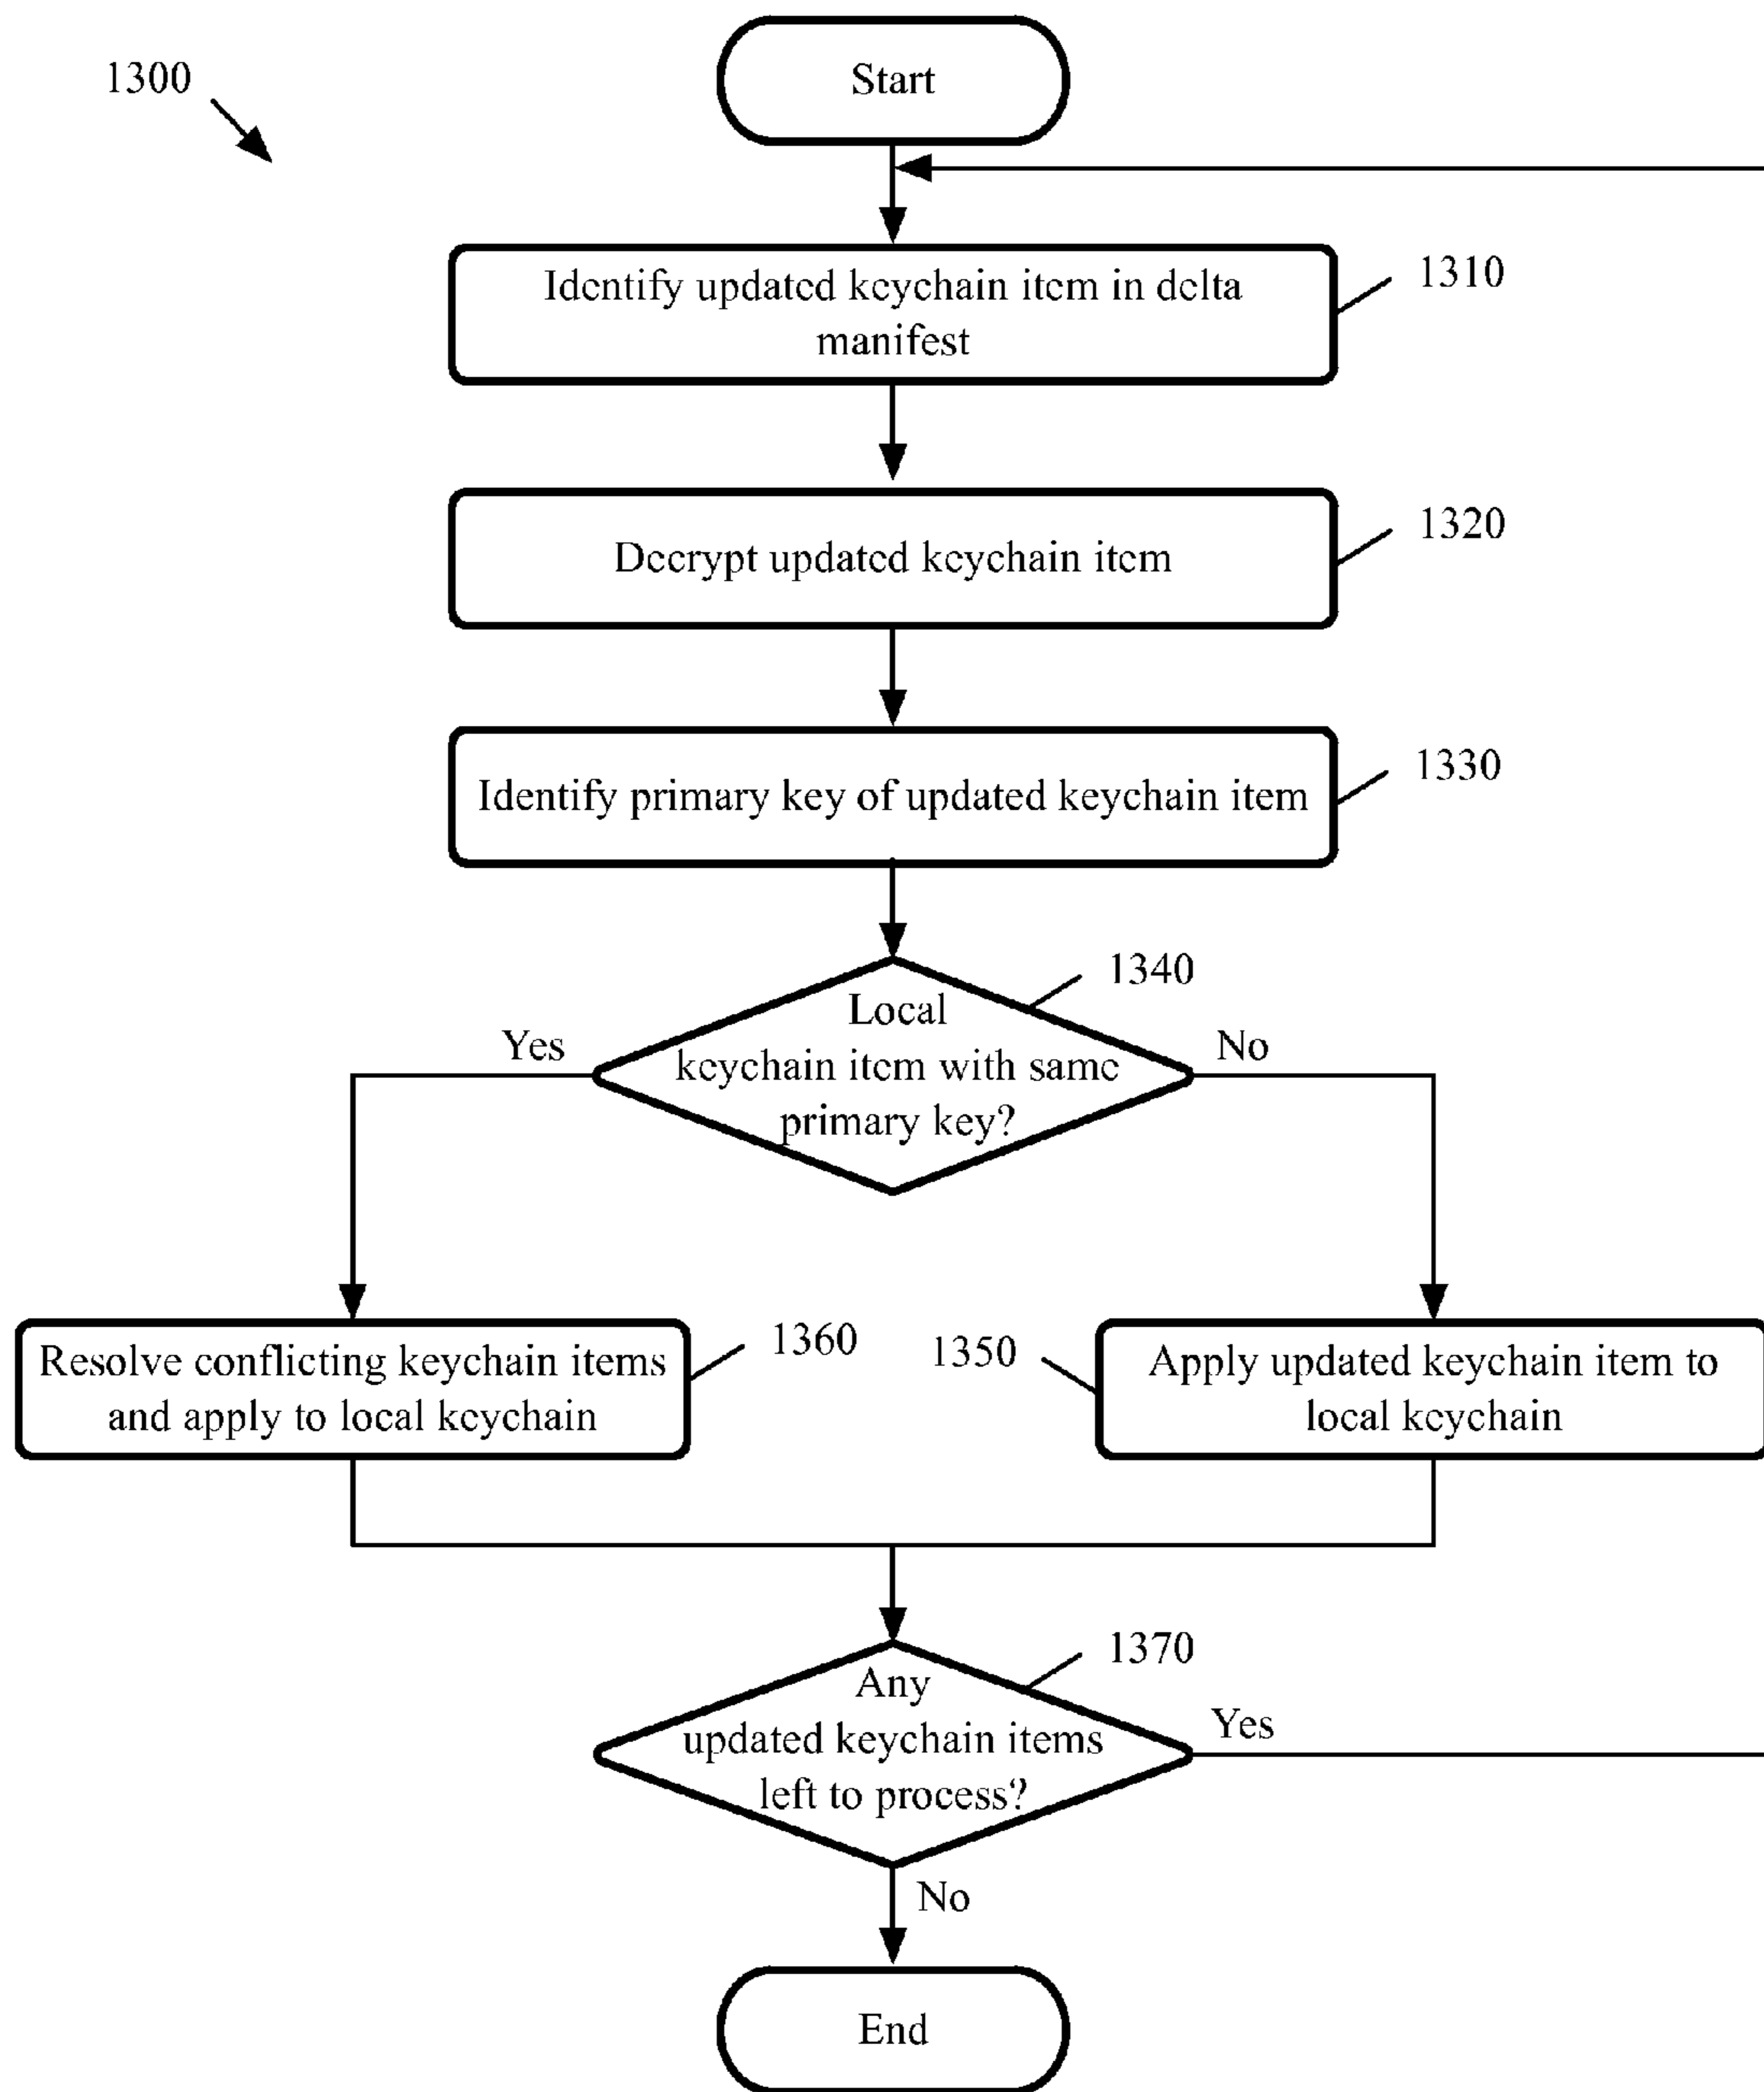 1300
Start
Identify updated keychain item in delta
manifest
1310
Decrypt updated keychain item
1320
Identify primary key of updated keychain item
1330
1340
Local
keychain item with same
primary key?
Yes
No
Resolve conflicting keychain items
and apply to local keychain
1360
1350
Apply updated keychain item to
local keychain
1370
Any
updated keychain items
left to process?
Yes
No
End